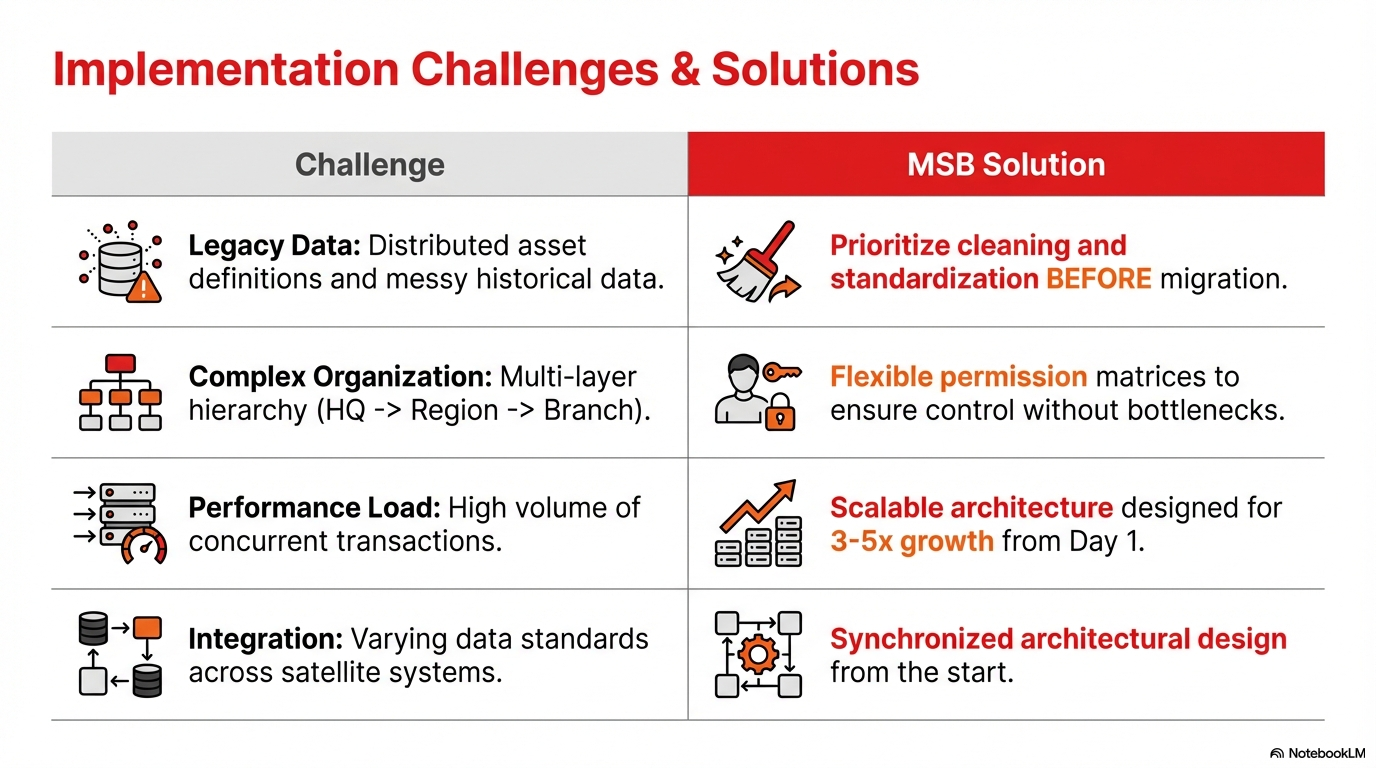 Implementation Challenges & Solutions
Challenge
MSB Solution
Legacy Data: Distributed asset
definitions and messy historical data.
Prioritize cleaning and
standardization BEFORE migration.
Complex Organization: Multi-layer
hierarchy (HQ -> Region -> Branch).
Flexible permission matrices to
ensure control without bottlenecks.
Performance Load: High volume of
concurrent transactions.
Scalable architecture designed for
3-5x growth from Day 1.
Integration: Varying data standards
across satellite systems.
Synchronized architectural design
from the start.
NotebookLM